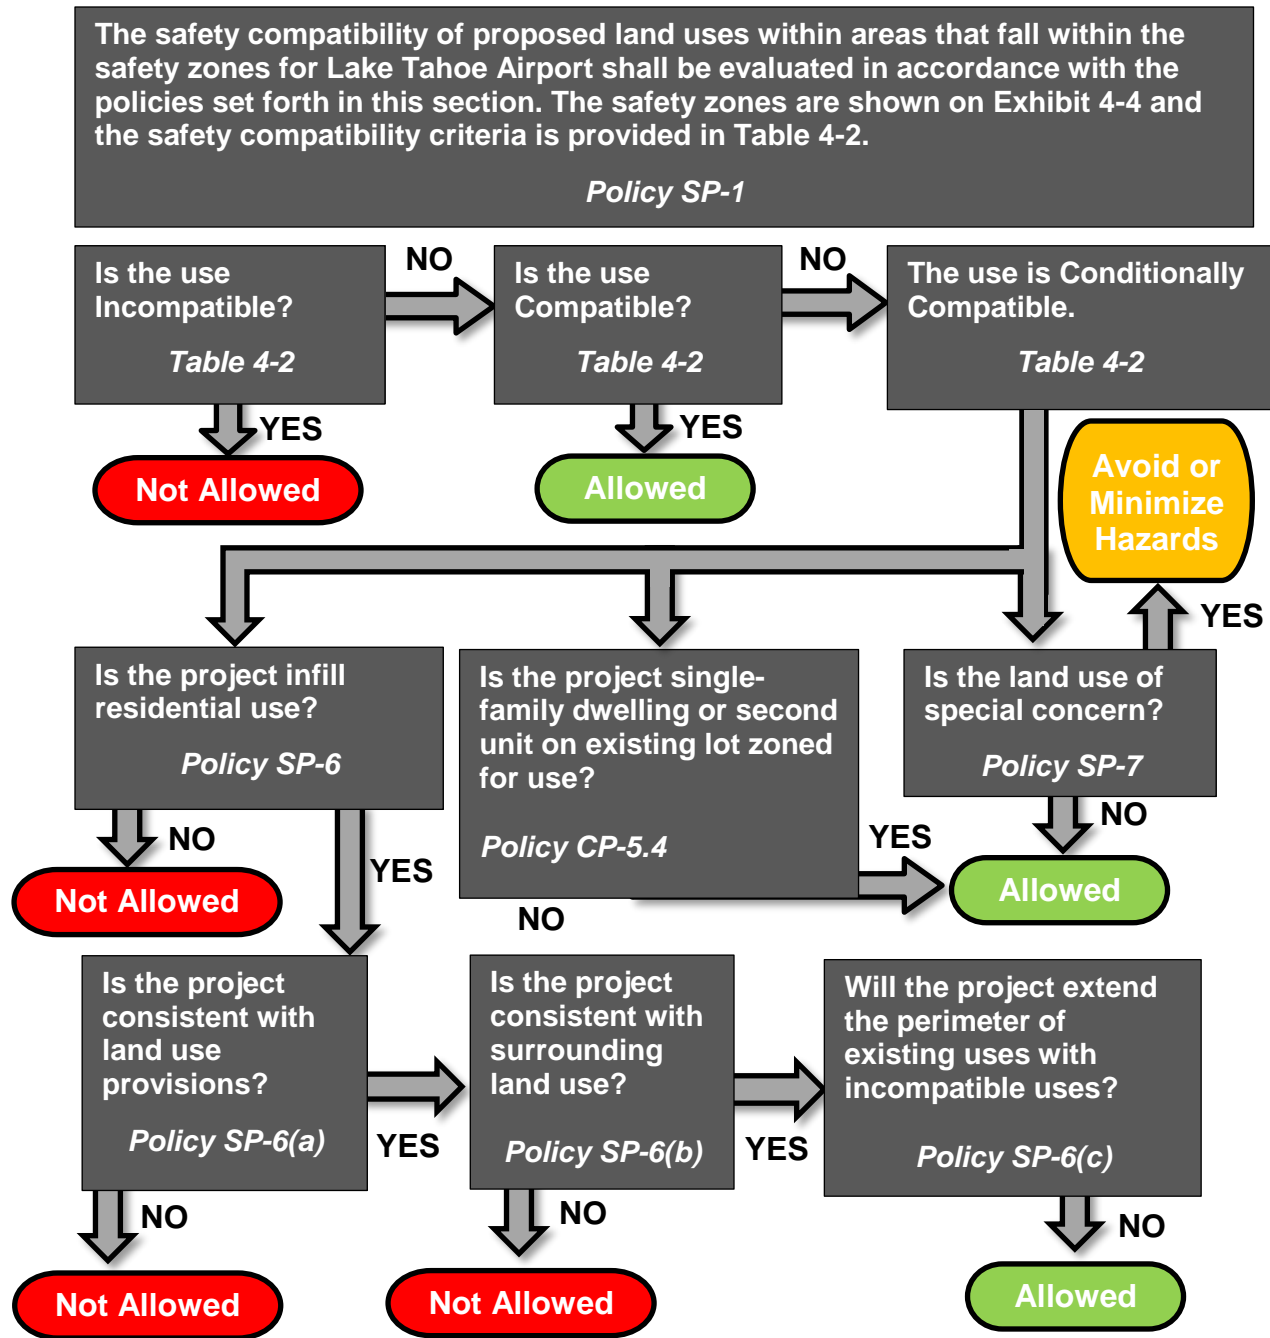 The safety compatibility of proposed land uses within areas that fall within the
safety zones for Lake Tahoe Airport shall be evaluated in accordance with the
policies set forth in this section. The safety zones are shown on Exhibit 4-4 and
the safety compatibility criteria is provided in Table 4-2.
Policy SP-1
Is the use
Incompatible?
Table 4-2
NO
Is the use
Compatible?
Table 4-2
NO
The use is Conditionally
Compatible.
Table 4-2
YES
Not Allowed
YES
Allowed
Avoid or
Minimize
Hazards
YES
Is the project infill
residential use?
Policy SP-6
Is the project single-
family dwelling or second
unit on existing lot zoned
for use?
Policy CP-5.4
Is the land use of
special concern?
Policy SP-7
NO
Not Allowed
YES
NO
YES
NO
Allowed
Is the project
consistent with
land use
provisions?
Policy SP-6(a)
YES
Is the project
consistent with
surrounding
land use?
Policy SP-6(b)
YES
Will the project extend
the perimeter of
existing uses with
incompatible uses?
Policy SP-6(c)
NO
Not Allowed
NO
Not Allowed
NO
Allowed